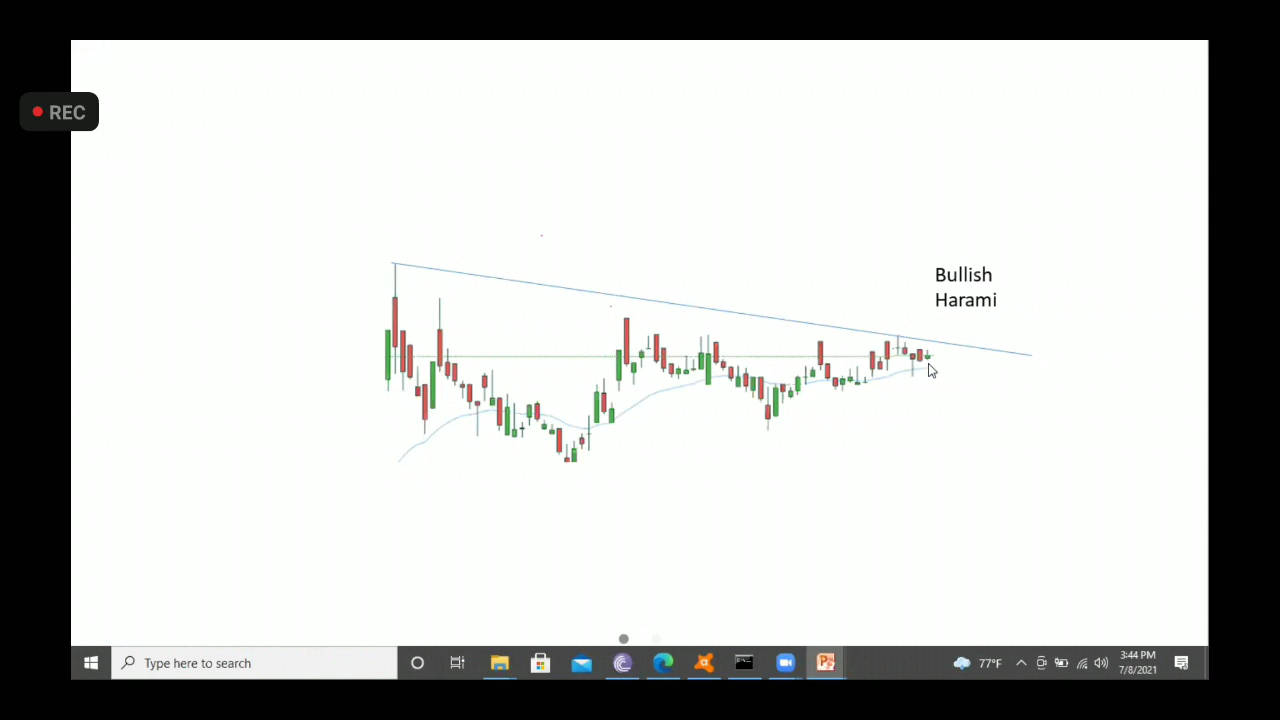 REC
Bullish
Harami
Type here to search
77°F
3:44 PM
7/8/2021